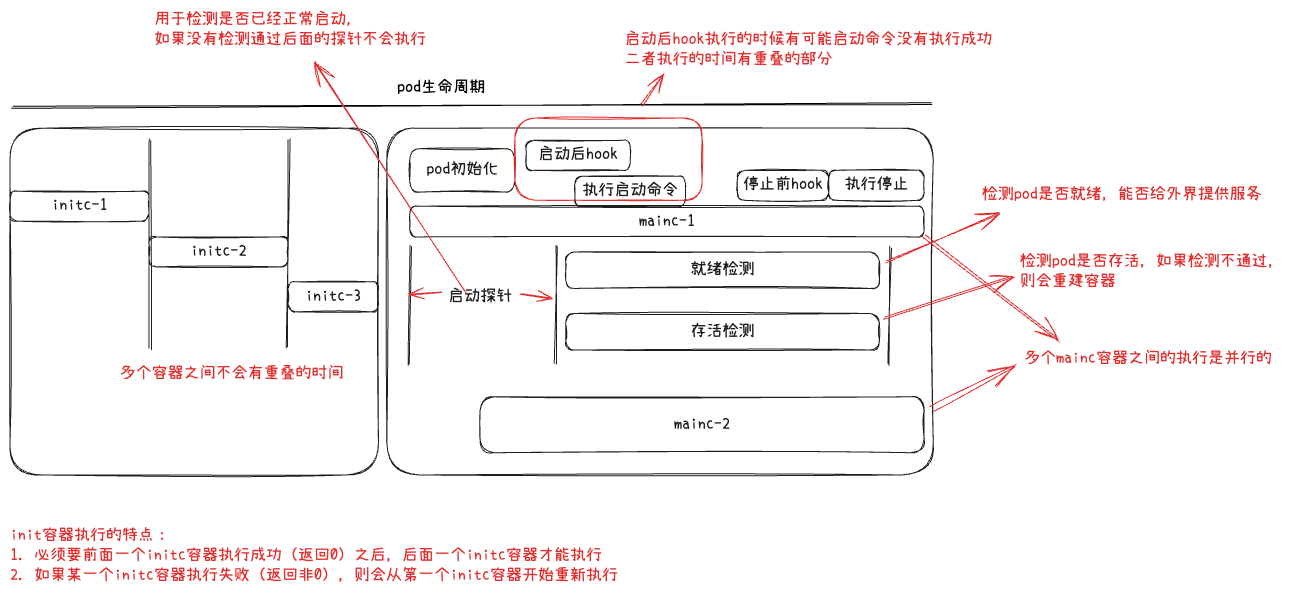 用于检测是否已经正常启动，
如果没有检测通过后面的探针不会执行
启动后hook执行的时候有可能启动命令没有执行成功
二者执行的时间有重叠的部分
pod生命周期
pod初始化
启动后hook
执行启动命令
停止前hook
执行停止
initc-1
mainc-1
检测pod是否就绪，能否给外界提供服务
initc-2
就绪检测
检测pod是否存活，如果检测不通过，
则会重建容器
initc-3
启动探针
存活检测
多个容器之间不会有重叠的时间
多个mainc容器之间的执行是并行的
mainc-2
init容器执行的特点：
1. 必须要前面一个initc容器执行成功（返回0）之后，后面一个initc容器才能执行
2. 如果某一个initc容器执行失败（返回非0），则会从第一个initc容器开始重新执行